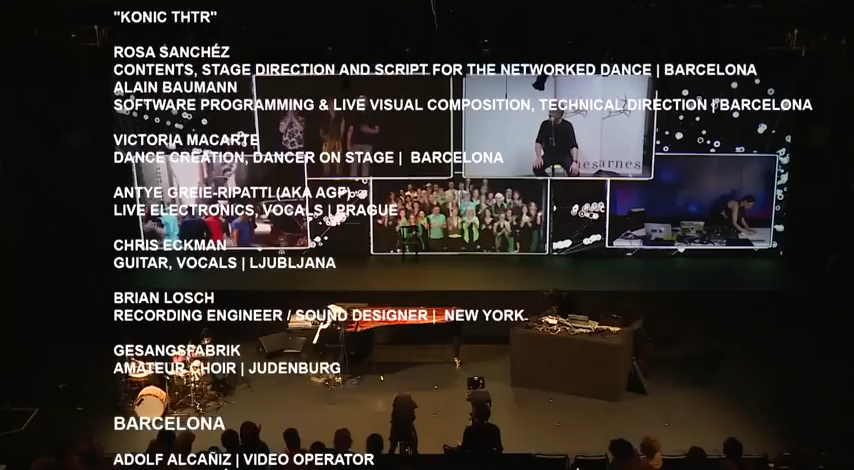 "KONIC THTR"
ROSA SANCHÉZ
CONTENTS, STAGE DIRECTION AND SCRIPT FOR THE NETWORKED DANCE | BARCELONA
ALAIN BAUMANN
SOFTWARE PROGRAMMING & LIVE VISUAL COMPOSITION, TECHNICAL DIRECTION | BARCELONA
VICTORIA MACARTE
DANCE CREATION, DANCER ON STAGE | BARCELONA
ANTYE GREIE-RIPATTI (AKA AGF)
LIVE ELECTRONICS, VOCALS | PRAGUE
CHRIS ECKMAN
GUITAR, VOCALS | LJUBLJANA
BRIAN LOSCH
RECORDING ENGINEER / SOUND DESIGNER | NEW YORK
GESANGSFABRIK
AMATEUR CHOIR | JUDENBURG
BARCELONA
ADOLF ALCAÑIZ | VIDEO OPERATOR
nesarnes